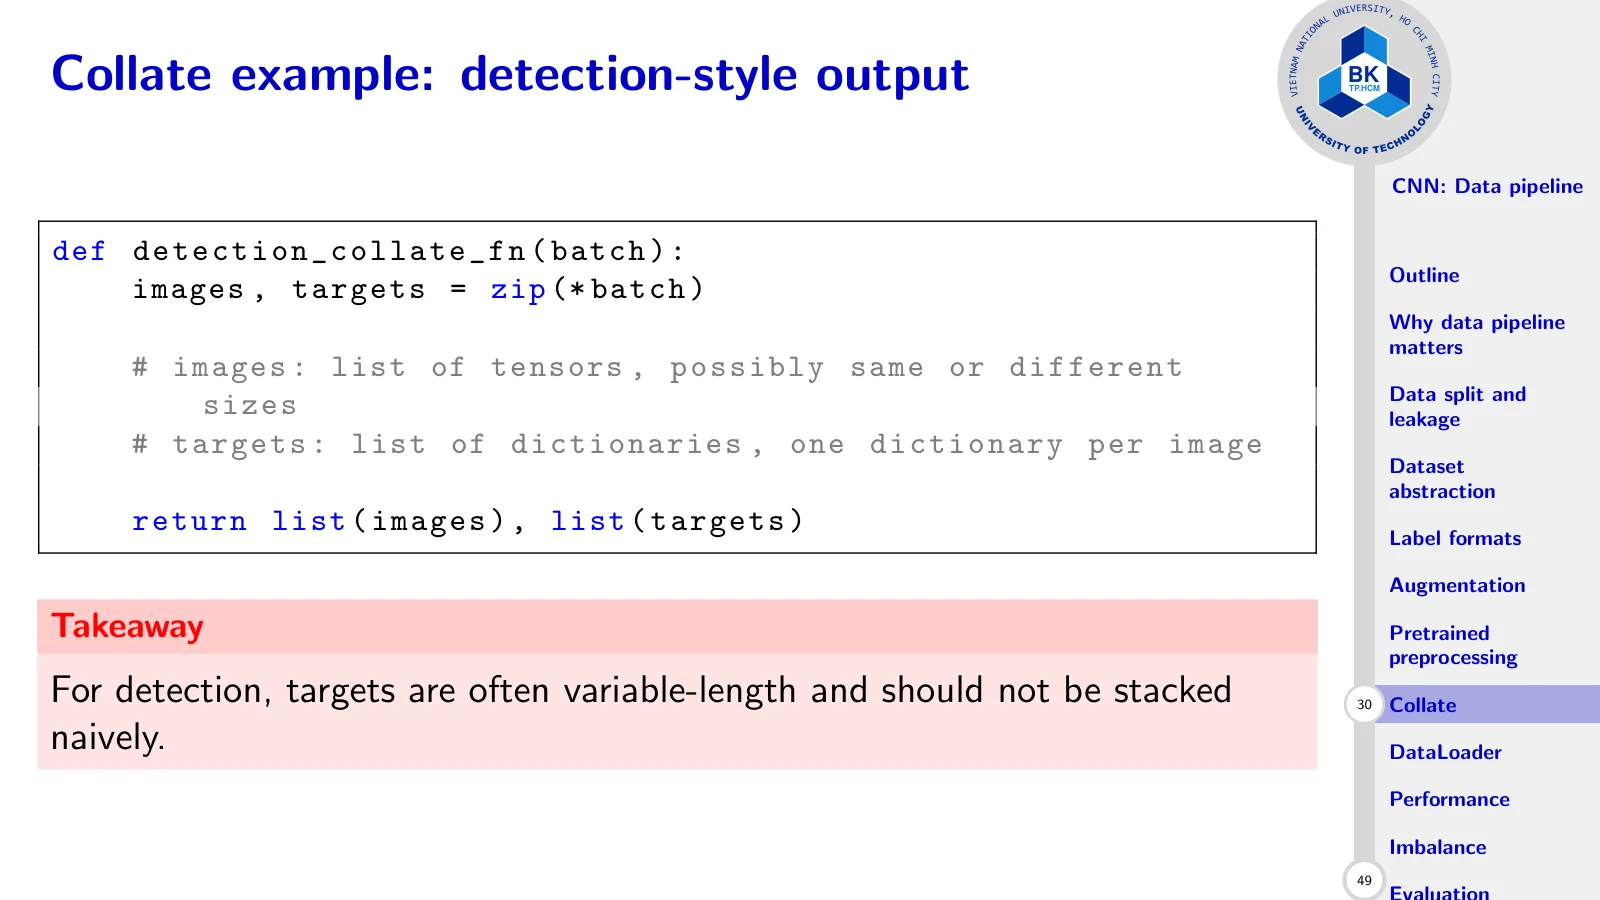 Collate example: detection-style output
def detection_collate_fn(batch):
    images, targets = zip(*batch)
    # images: list of tensors, possibly same or different
        sizes
    # targets: list of dictionaries, one dictionary per image
    return list(images), list(targets)
Takeaway
For detection, targets are often variable-length and should not be stacked
naively.
VIETNAM NATIONAL UNIVERSITY, HO CHI MINH CITY
BK
TP.HCM
UNIVERSITY OF TECHNOLOGY
CNN: Data pipeline
Outline
Why data pipeline
matters
Data split and
leakage
Dataset
abstraction
Label formats
Augmentation
Pretrained
preprocessing
30
Collate
DataLoader
Performance
Imbalance
49
Evaluation